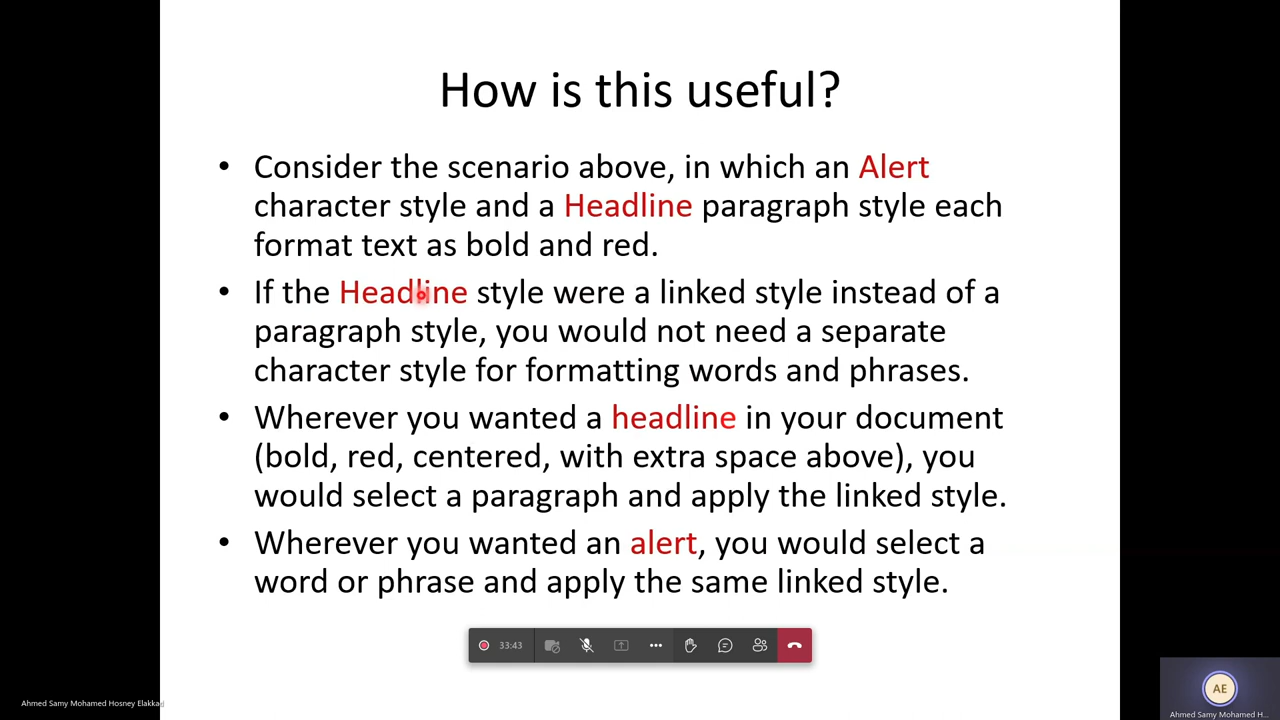 How is this useful?
• Consider the scenario above, in which an Alert
character style and a Headline paragraph style each
format text as bold and red.
• If the Headline style were a linked style instead of a
paragraph style, you would not need a separate
character style for formatting words and phrases.
• Wherever you wanted a headline in your document
(bold, red, centered, with extra space above), you
would select a paragraph and apply the linked style.
• Wherever you wanted an alert, you would select a
word or phrase and apply the same linked style.
33:43
AE
Ahmed Samy Mohamed Hosney Elakkad
Ahmed Samy Mohamed H...